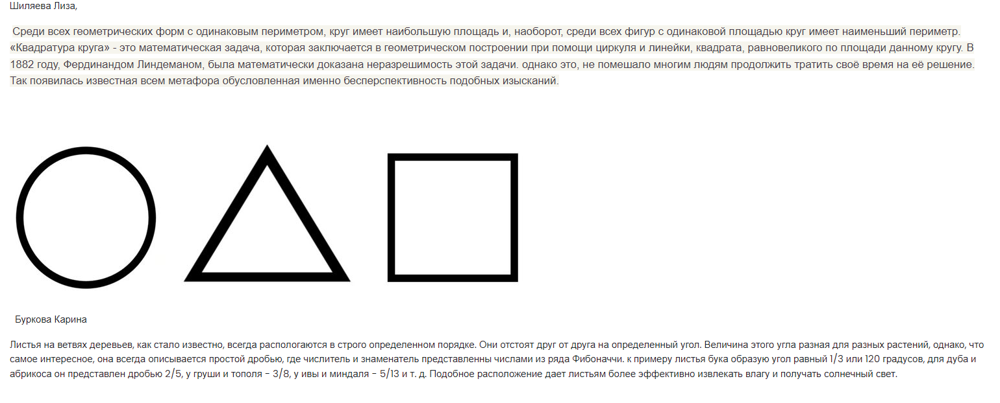 Шиляева Лиза,
Среди всех геометрических форм с одинаковым периметром, круг имеет наибольшую площадь и, наоборот, среди всех фигур с одинаковой площадью круг имеет наименьший периметр.
«Квадратура круга» - это математическая задача, которая заключается в геометрическом построении при помощи циркуля и линейки, квадрата, равновеликого по площади данному кругу. В
1882 году, Фердинандом Линдеманом, была математически доказана неразрешимость этой задачи. однако это, не помешало многим людям продолжить тратить своё время на её решение.
Так появилась известная всем метафора обусловленная именно бесперспективность подобных изысканий.
Буркова Карина
Листья на ветвях деревьев, как стало известно, всегда распологаются в строго определенном порядке. Они отстоят друг от друга на определенный угол. Величина этого угла разная для разных растений, однако, что
самое интересное, она всегда описывается простой дробью, где числитель и знаменатель представленны числами из ряда Фибоначчи. к примеру листья бука образую угол равный 1/3 или 120 градусов, для дуба и
абрикоса он представлен дробью 2/5, у груши и тополя - 3/8, у ивы и миндаля - 5/13 и т. д. Подобное расположение дает листьям более эффективно извлекать влагу и получать солнечный свет.